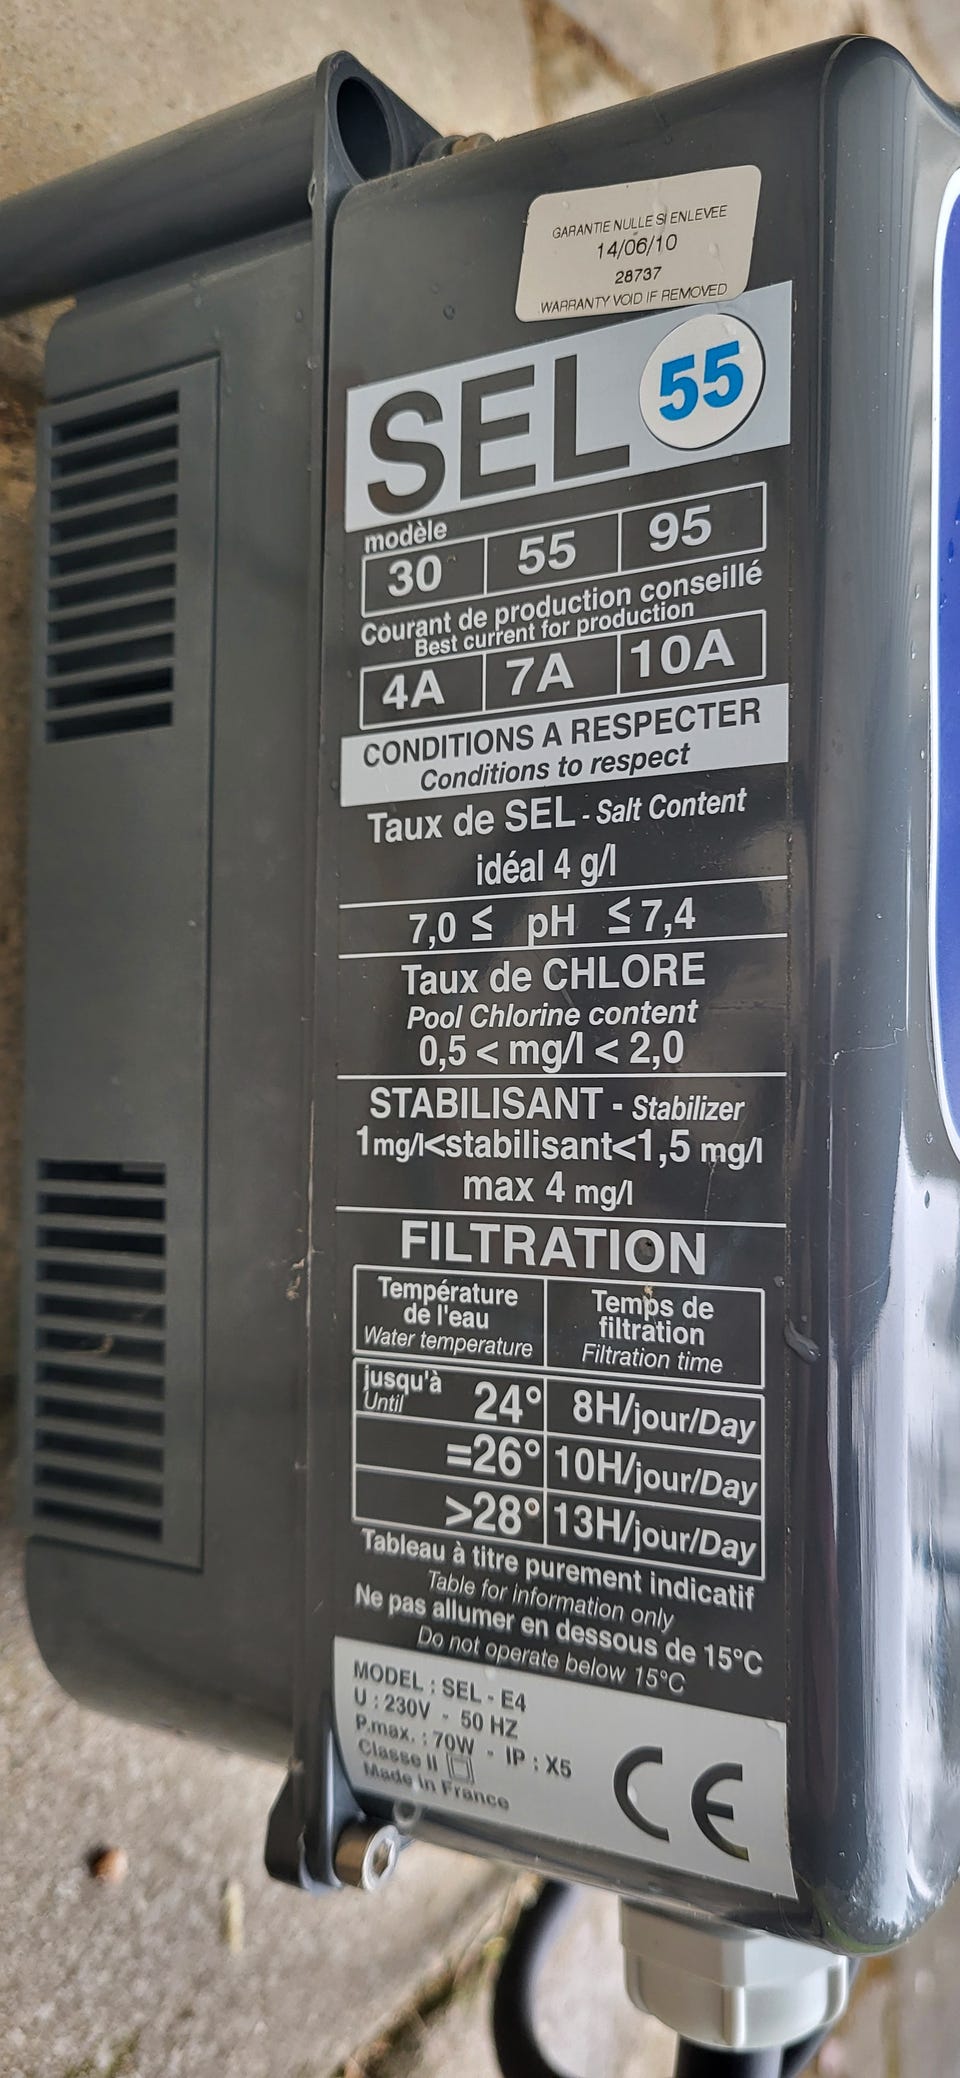 GARANTIE NULLE SI ENLEVEE
14/06/10
28737
WARRANTY VOID IF REMOVED
SEL 55
modèle
30 55 95
Courant de production conseillé
Best current for production
4A 7A 10A
CONDITIONS A RESPECTER
Conditions to respect
Taux de SEL - Salt Content
idéal 4 g/l
7,0 ≤ pH ≤ 7,4
Taux de CHLORE
Pool Chlorine content
0,5 < mg/l < 2,0
STABILISANT - Stabilizer
1mg/l<stabilisant<1,5 mg/l
max 4 mg/l
FILTRATION
Température de l'eau Water temperature
Temps de filtration Filtration time
jusqu'à Until 24° 8H/jour/Day
=26° 10H/jour/Day
>28° 13H/jour/Day
Tableau à titre purement indicatif
Table for information only
Ne pas allumer en dessous de 15°C
Do not operate below 15°C
MODEL : SEL - E4
U : 230V - 50 HZ
P.max. : 70W - IP : X5
Classe II
Made in France
CE